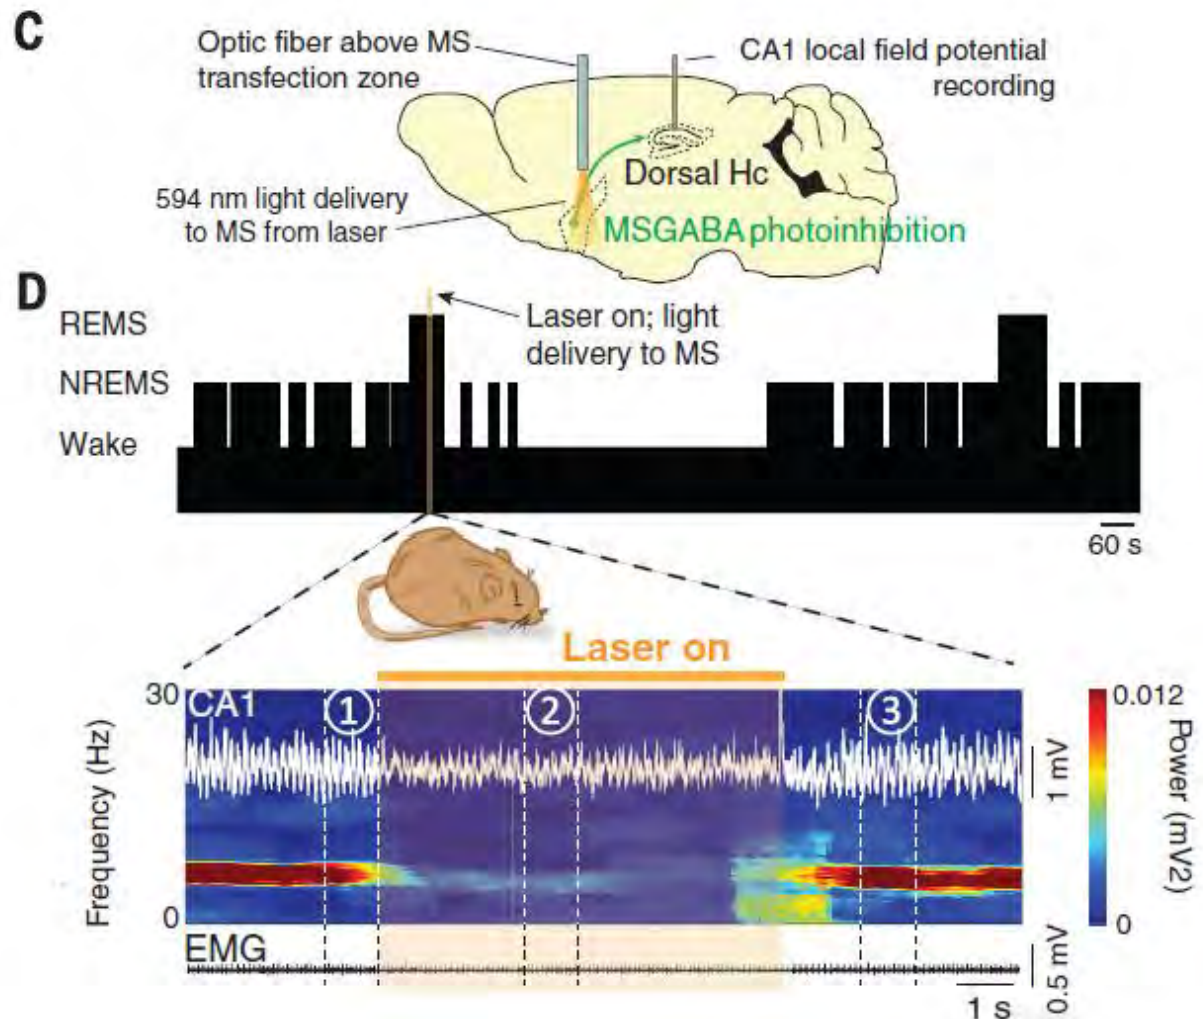 C
Optic fiber above MS
transfection zone
CA1 local field potential
recording
Dorsal Hc
594 nm light delivery
to MS from laser
MSGABA photoinhibition
D
REMS
Laser on; light
delivery to MS
NREMS
Wake
60 s
Laser on
30
CA1
1
2
3
0.012
Frequency (Hz)
1 mV
Power (mV2)
0
0
EMG
0.5 mV
1 s